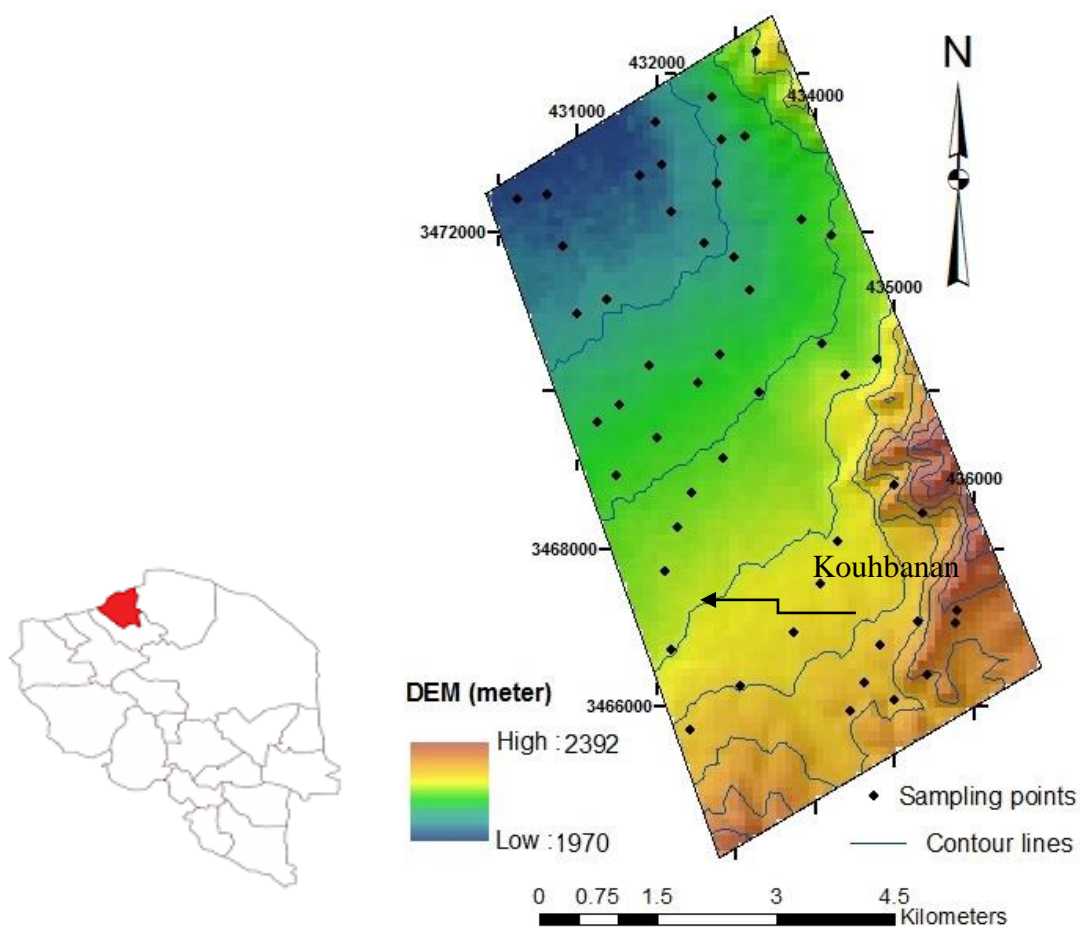 N
432000
434000
431000
3472000
435000
436000
3468000
Kouhbanan
DEM (meter)
3466000
High : 2392
Sampling points
Low : 1970
Contour lines
0 0.75 1.5 3 4.5
Kilometers